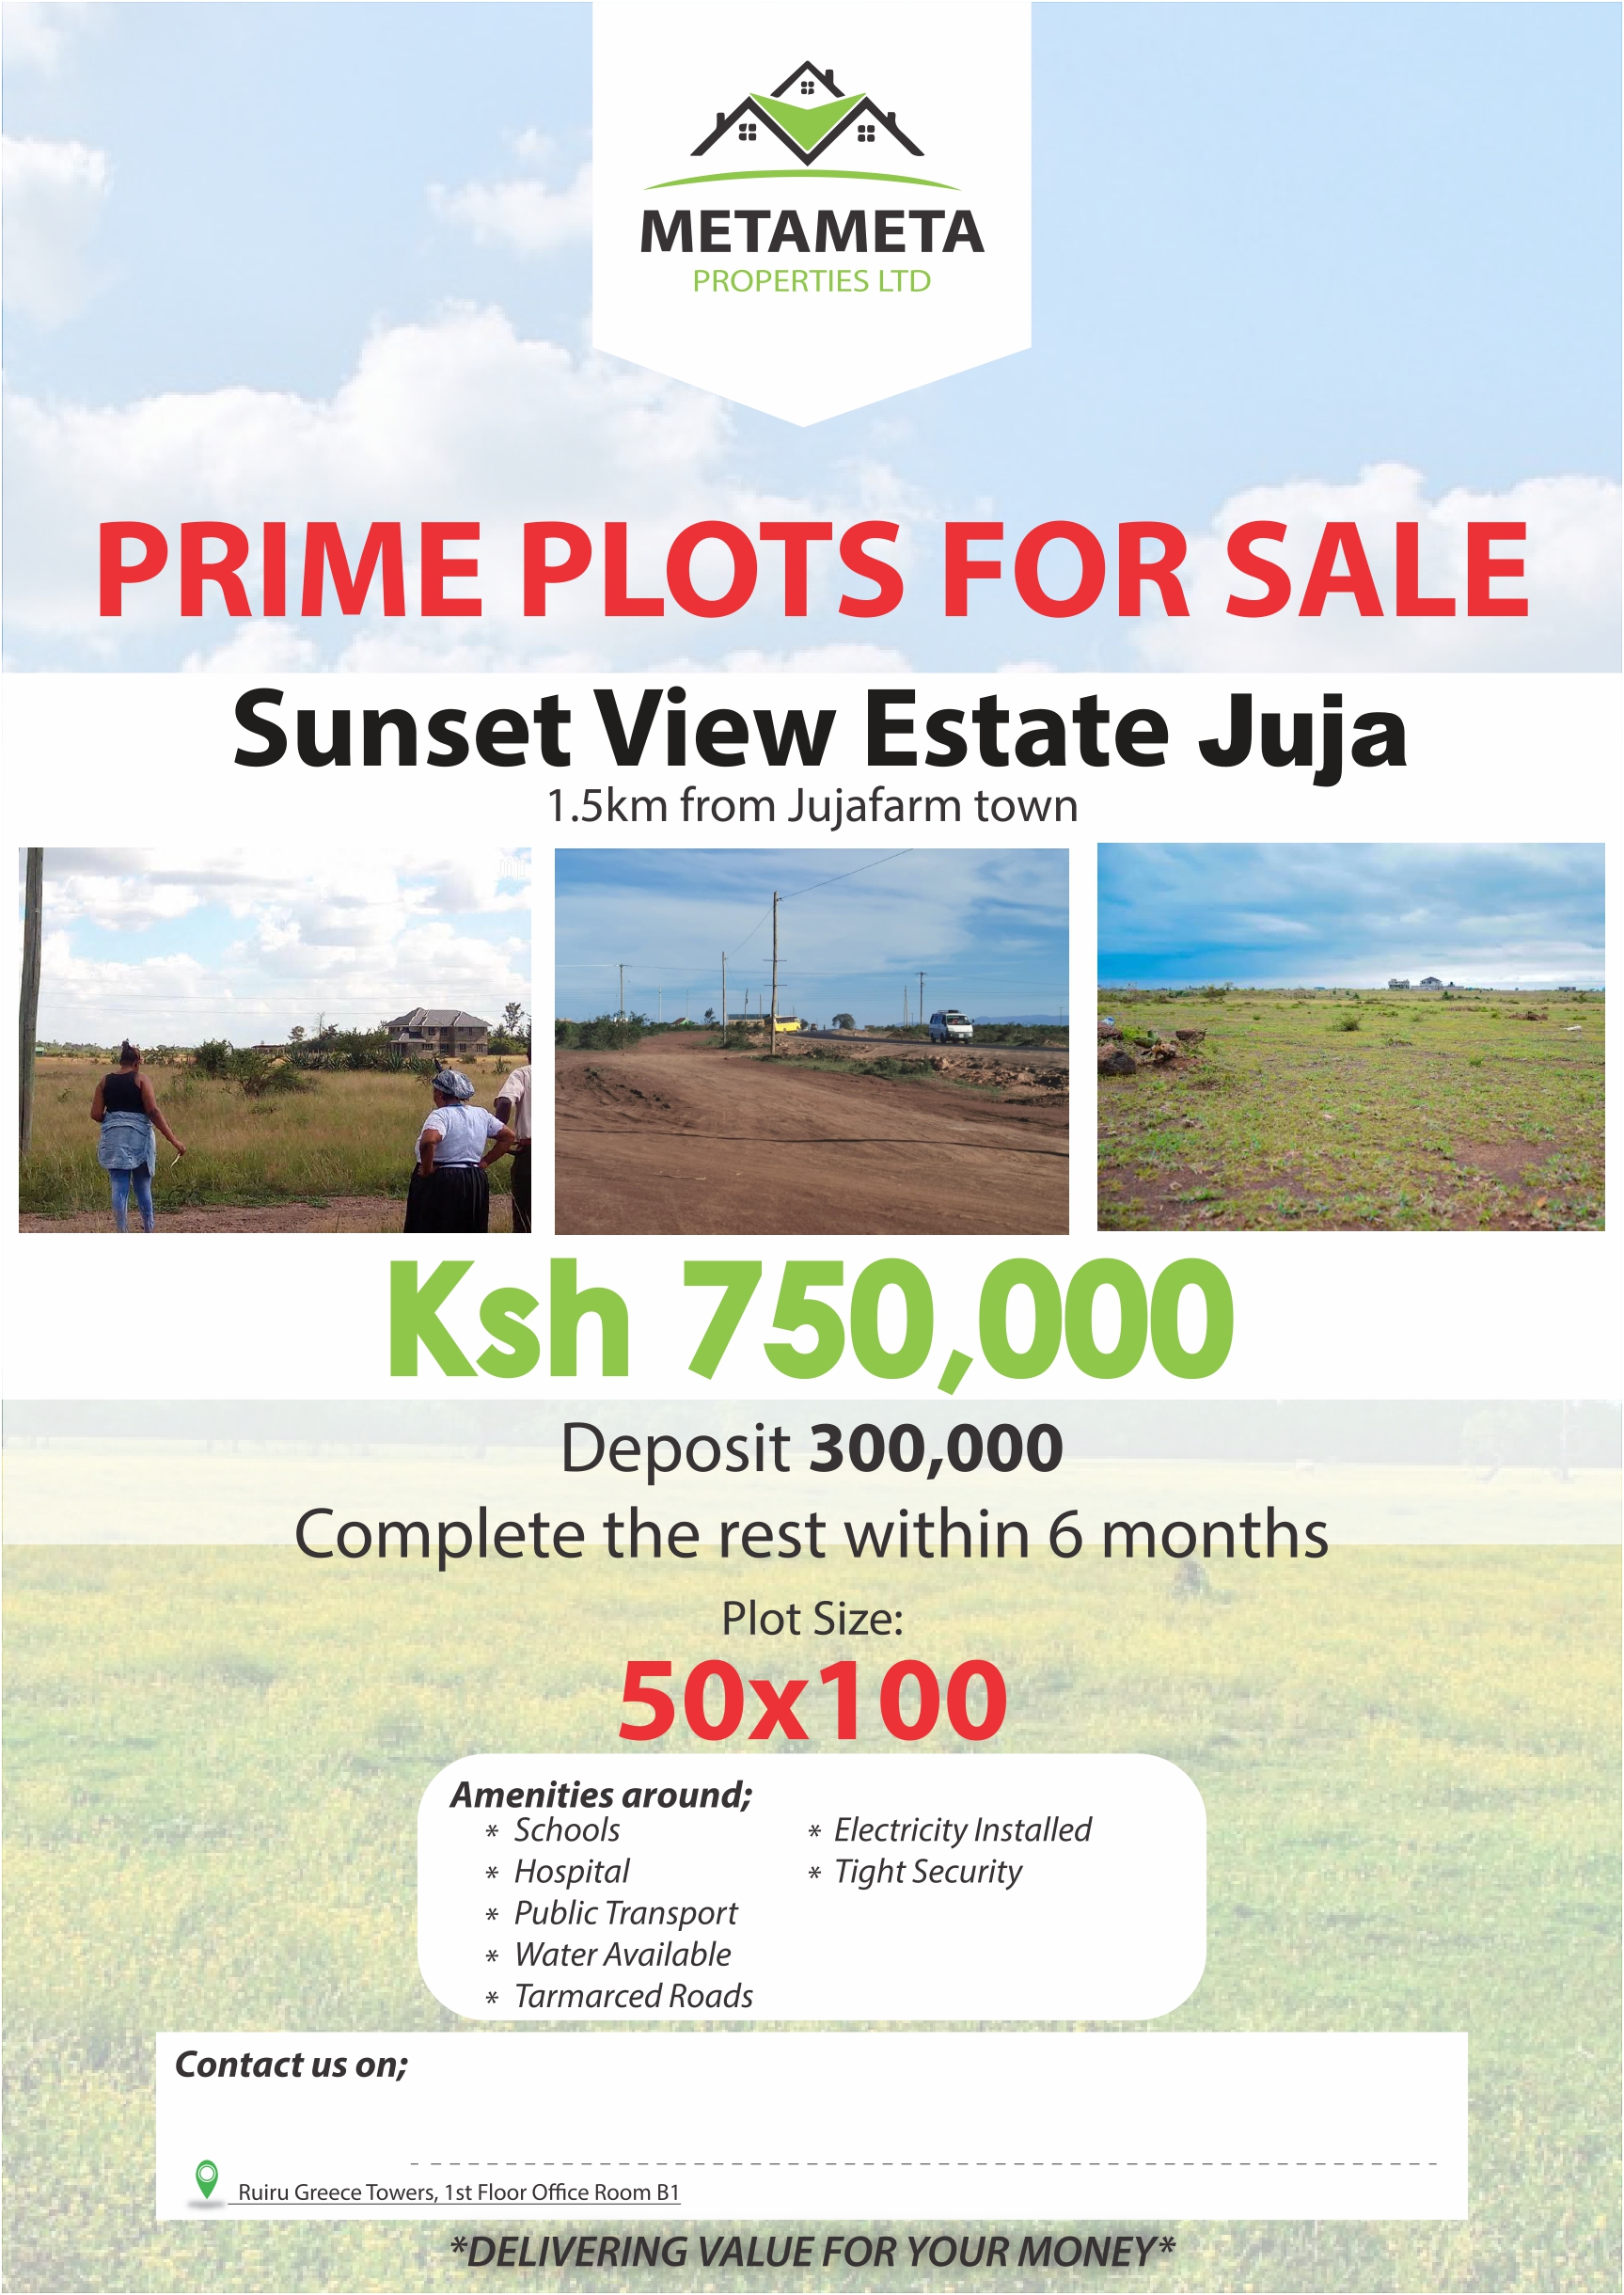 METAMETA
PROPERTIES LTD
PRIME PLOTS FOR SALE
Sunset View Estate Juja
1.5km from Jujafarm town
Ksh 750,000
Deposit 300,000
Complete the rest within 6 months
Plot Size:
50x100
Amenities around;
* Schools
* Hospital
* Public Transport
* Water Available
* Tarmarced Roads
* Electricity Installed
* Tight Security
Contact us on;
Ruiru Greece Towers, 1st Floor Office Room B1
*DELIVERING VALUE FOR YOUR MONEY*